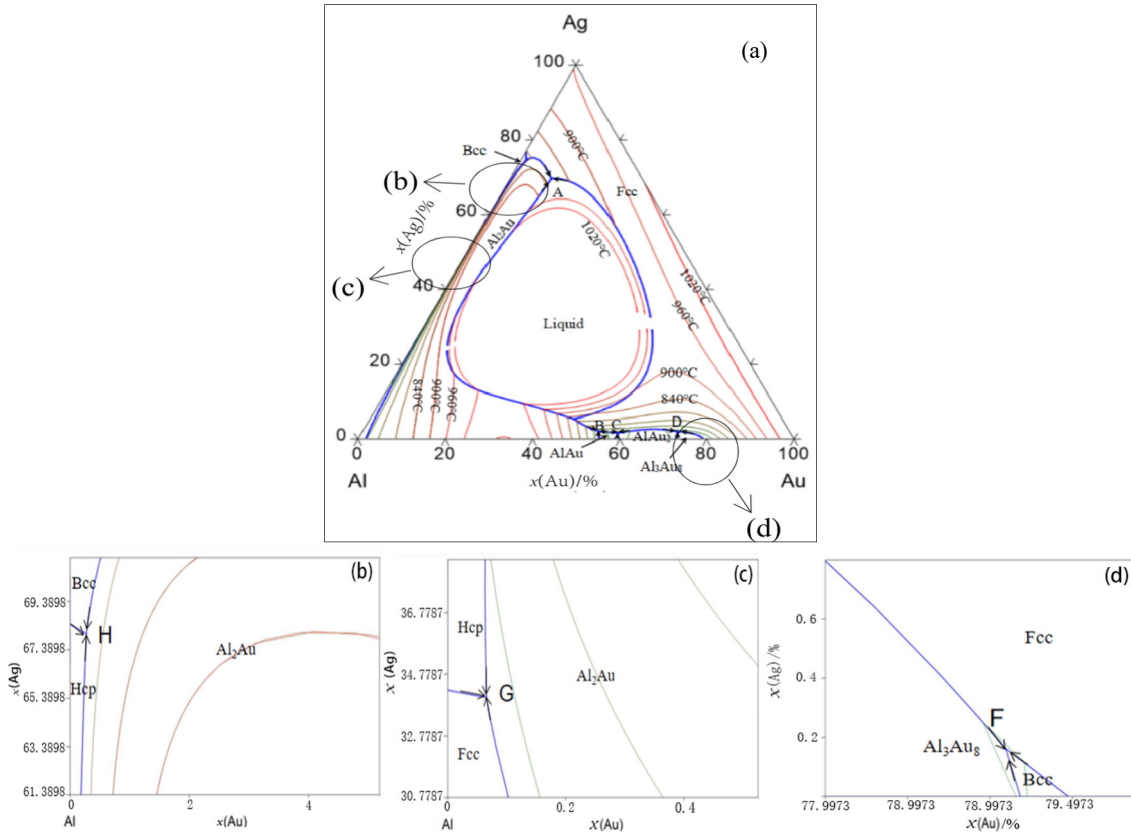 Ag
(a)
100
80
900℃
Bcc
(b)
Fcc
A
60
x(Ag)/%
Al₂Au
1020℃
(c)
40
1020℃
960℃
Liquid
20
840℃
900℃
960℃
900℃
840℃
B C
D
0
AlAu
AlAu₂
Al₃Au₈
20
40
60
80
100
Al
x(Au)/%
Au
(d)
(b)
Bcc
69.3898
H
67.3898
Al₂Au
x(Ag)
Hcp
65.3898
63.3898
61.3898
0
2
4
Al
x(Au)
(c)
36.7787
Hcp
x (Ag)
Al₂Au
34.7787
G
32.7787
Fcc
30.7787
0
0.2
0.4
Al
X(Au)
(d)
0.6
Fcc
x(Ag)/%
0.4
F
0.2
Al₃Au₈
Bcc
77.9973
78.9973
78.9973
79.4973
X(Au)/%